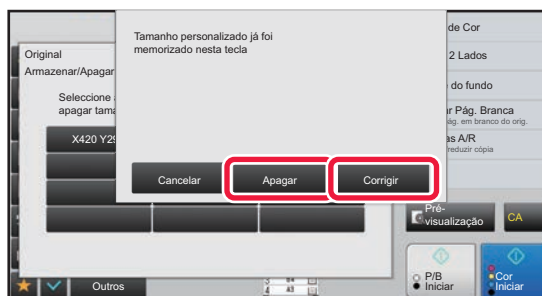 Tamanho personalizado já foi
memorizado nesta tecla
Cancelar
Apagar
Corrigir
Original
Armazenar/Apagar
Seleccione
apagar tama
X420 Y29
Outros
de Cor
2 Lados
do fundo
r Pág. Branca
ág. em branco do orig.
as A/R
reduzir cópia
Pré-
visualização
CA
P/B
Iniciar
Cor
Iniciar